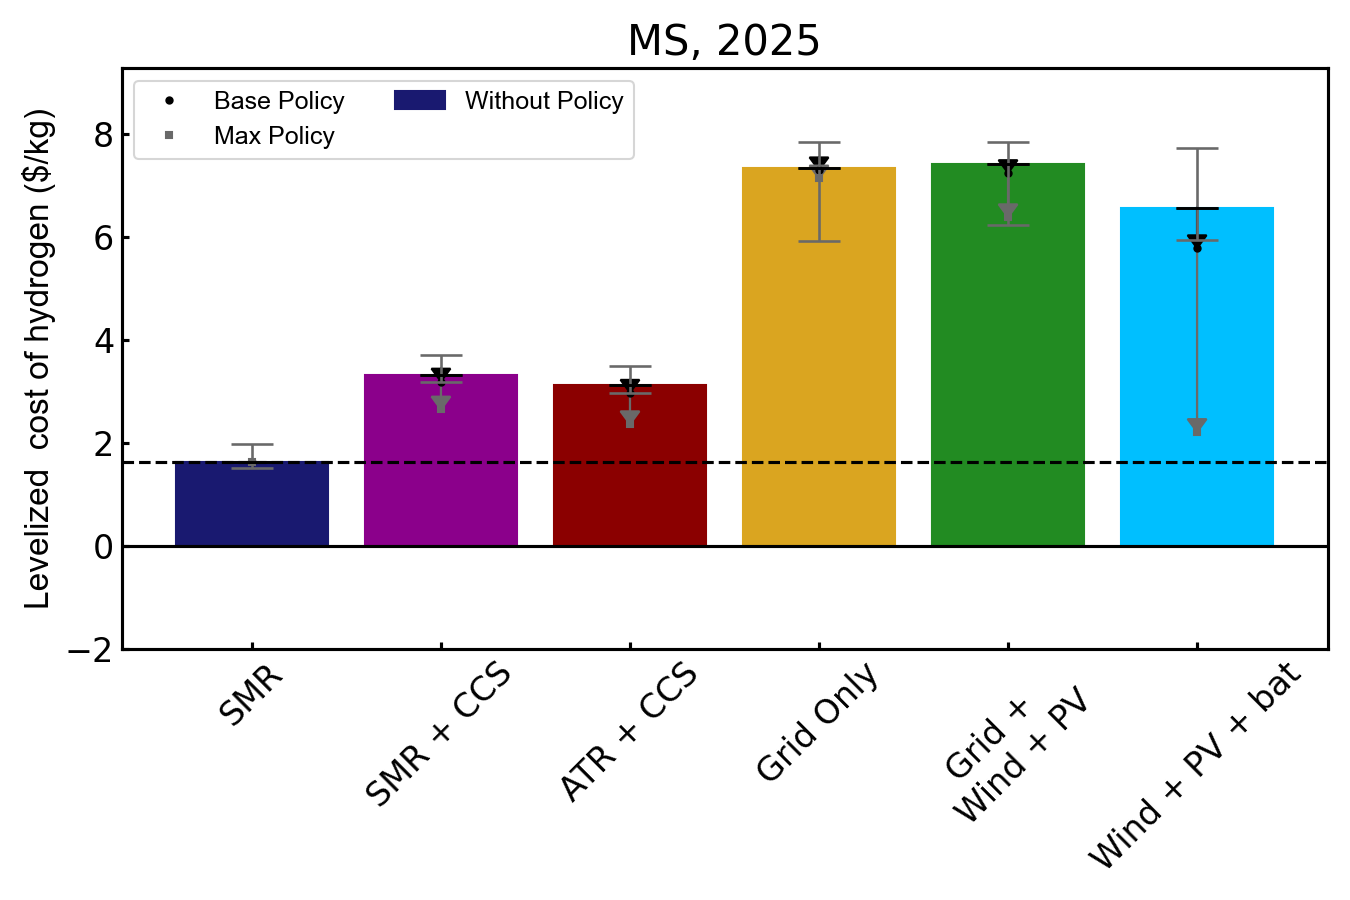 MS, 2025
Base Policy
Max Policy
Without Policy
Levelized  cost of hydrogen ($/kg)
8
6
4
2
0
−2
SMR
SMR + CCS
ATR + CCS
Grid Only
Grid +
Wind + PV
Wind + PV + bat